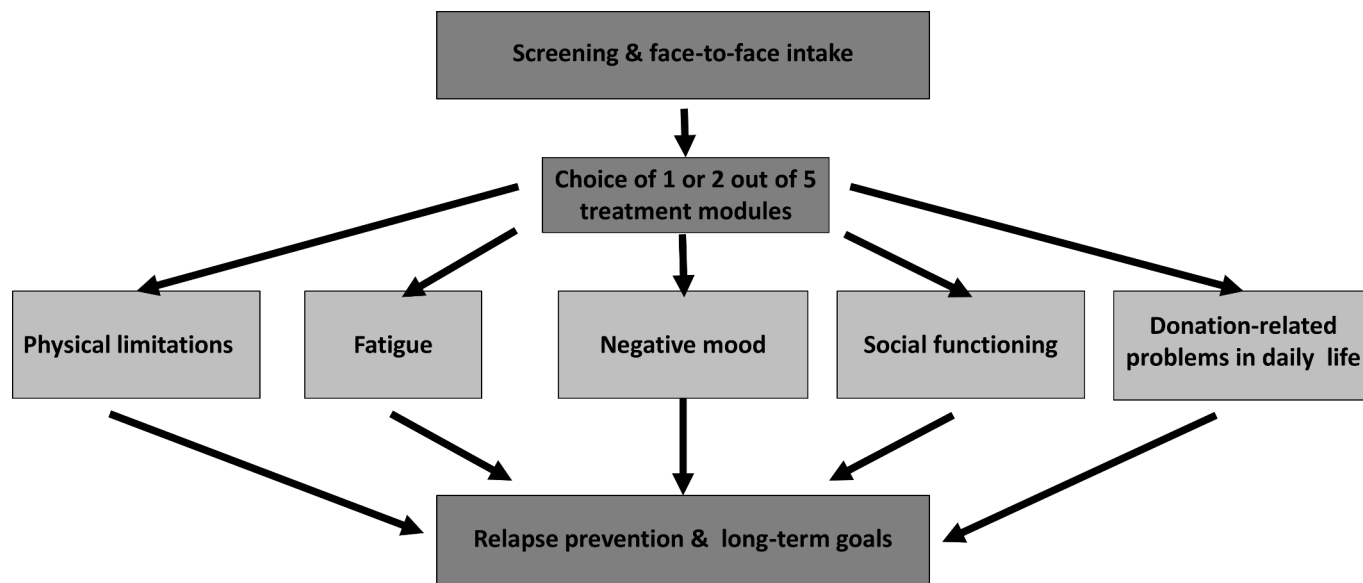 Screening & face-to-face intake
Choice of 1 or 2 out of 5
treatment modules
Physical limitations
Fatigue
Negative mood
Social functioning
Donation-related
problems in daily life
Relapse prevention & long-term goals